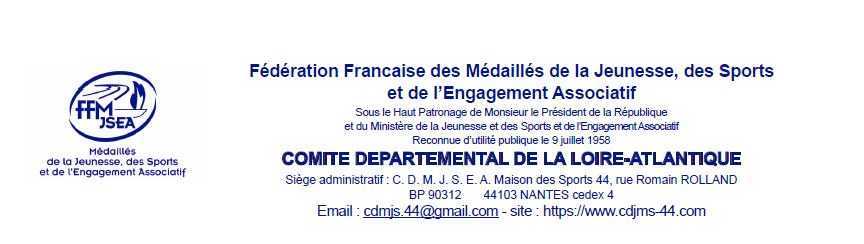 FFM
JSEA
Médaillés
de la Jeunesse, des Sports
et de l'Engagement Associatif
Fédération Francaise des Médaillés de la Jeunesse, des Sports
et de l'Engagement Associatif
Sous le Haut Patronage de Monsieur le Président de la République
et du Ministère de la Jeunesse et des Sports et de l'Engagement Associatif
Reconnue d'utilité publique le 9 juillet 1958
COMITE DEPARTEMENTAL DE LA LOIRE-ATLANTIQUE
Siège administratif : C. D. M. J. S. E. A. Maison des Sports 44, rue Romain ROLLAND
BP 90312 44103 NANTES cedex 4
Email : cdmjs.44@gmail.com - site : https://www.cdjms-44.com